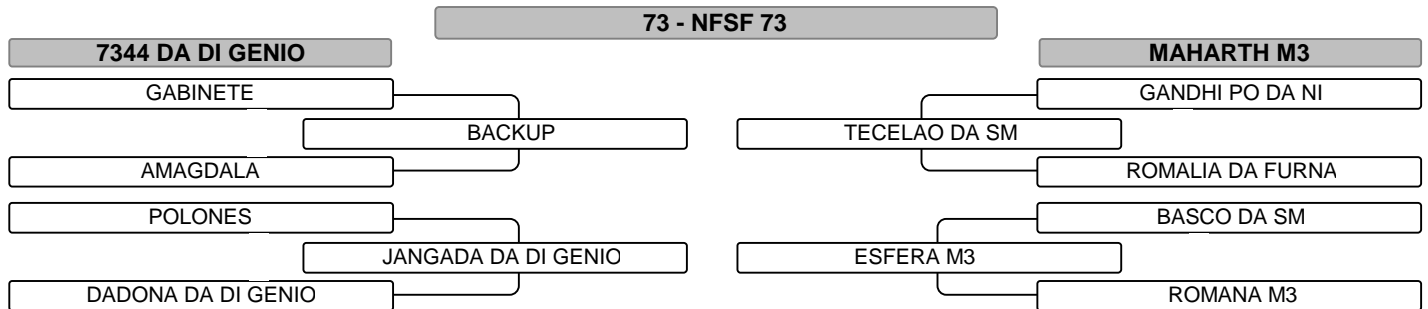 73 - NFSF 73
7344 DA DI GENIO
MAHARTH M3
GABINETE
GANDHI PO DA NI
BACKUP
TECELAO DA SM
AMAGDALA
ROMALIA DA FURNA
POLONES
BASCO DA SM
JANGADA DA DI GENIO
ESFERA M3
DADONA DA DI GENIO
ROMANA M3